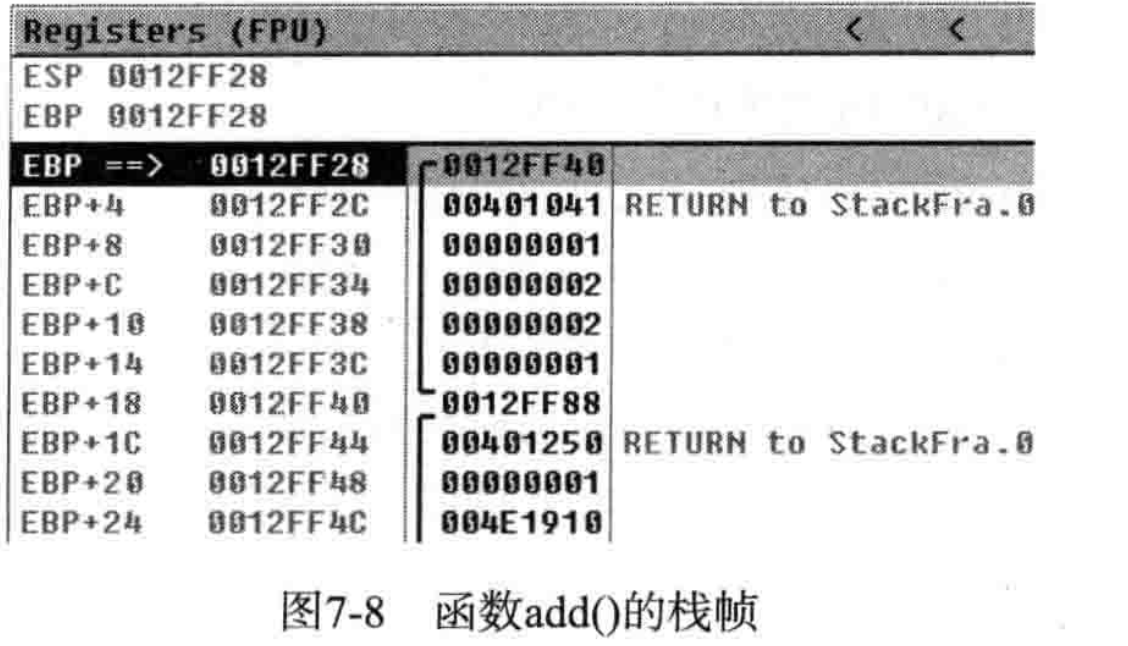 Registers (FPU) < <
ESP 0012FF28
EBP 0012FF28
EBP ==> 0012FF28 0012FF40
EBP+4 0012FF2C 00401041 RETURN to StackFra.0
EBP+8 0012FF30 00000001
EBP+C 0012FF34 00000002
EBP+10 0012FF38 00000002
EBP+14 0012FF3C 00000001
EBP+18 0012FF40 0012FF88
EBP+1C 0012FF44 00401250 RETURN to StackFra.0
EBP+20 0012FF48 00000001
EBP+24 0012FF4C 004E1910
图7-8 函数add()的栈帧